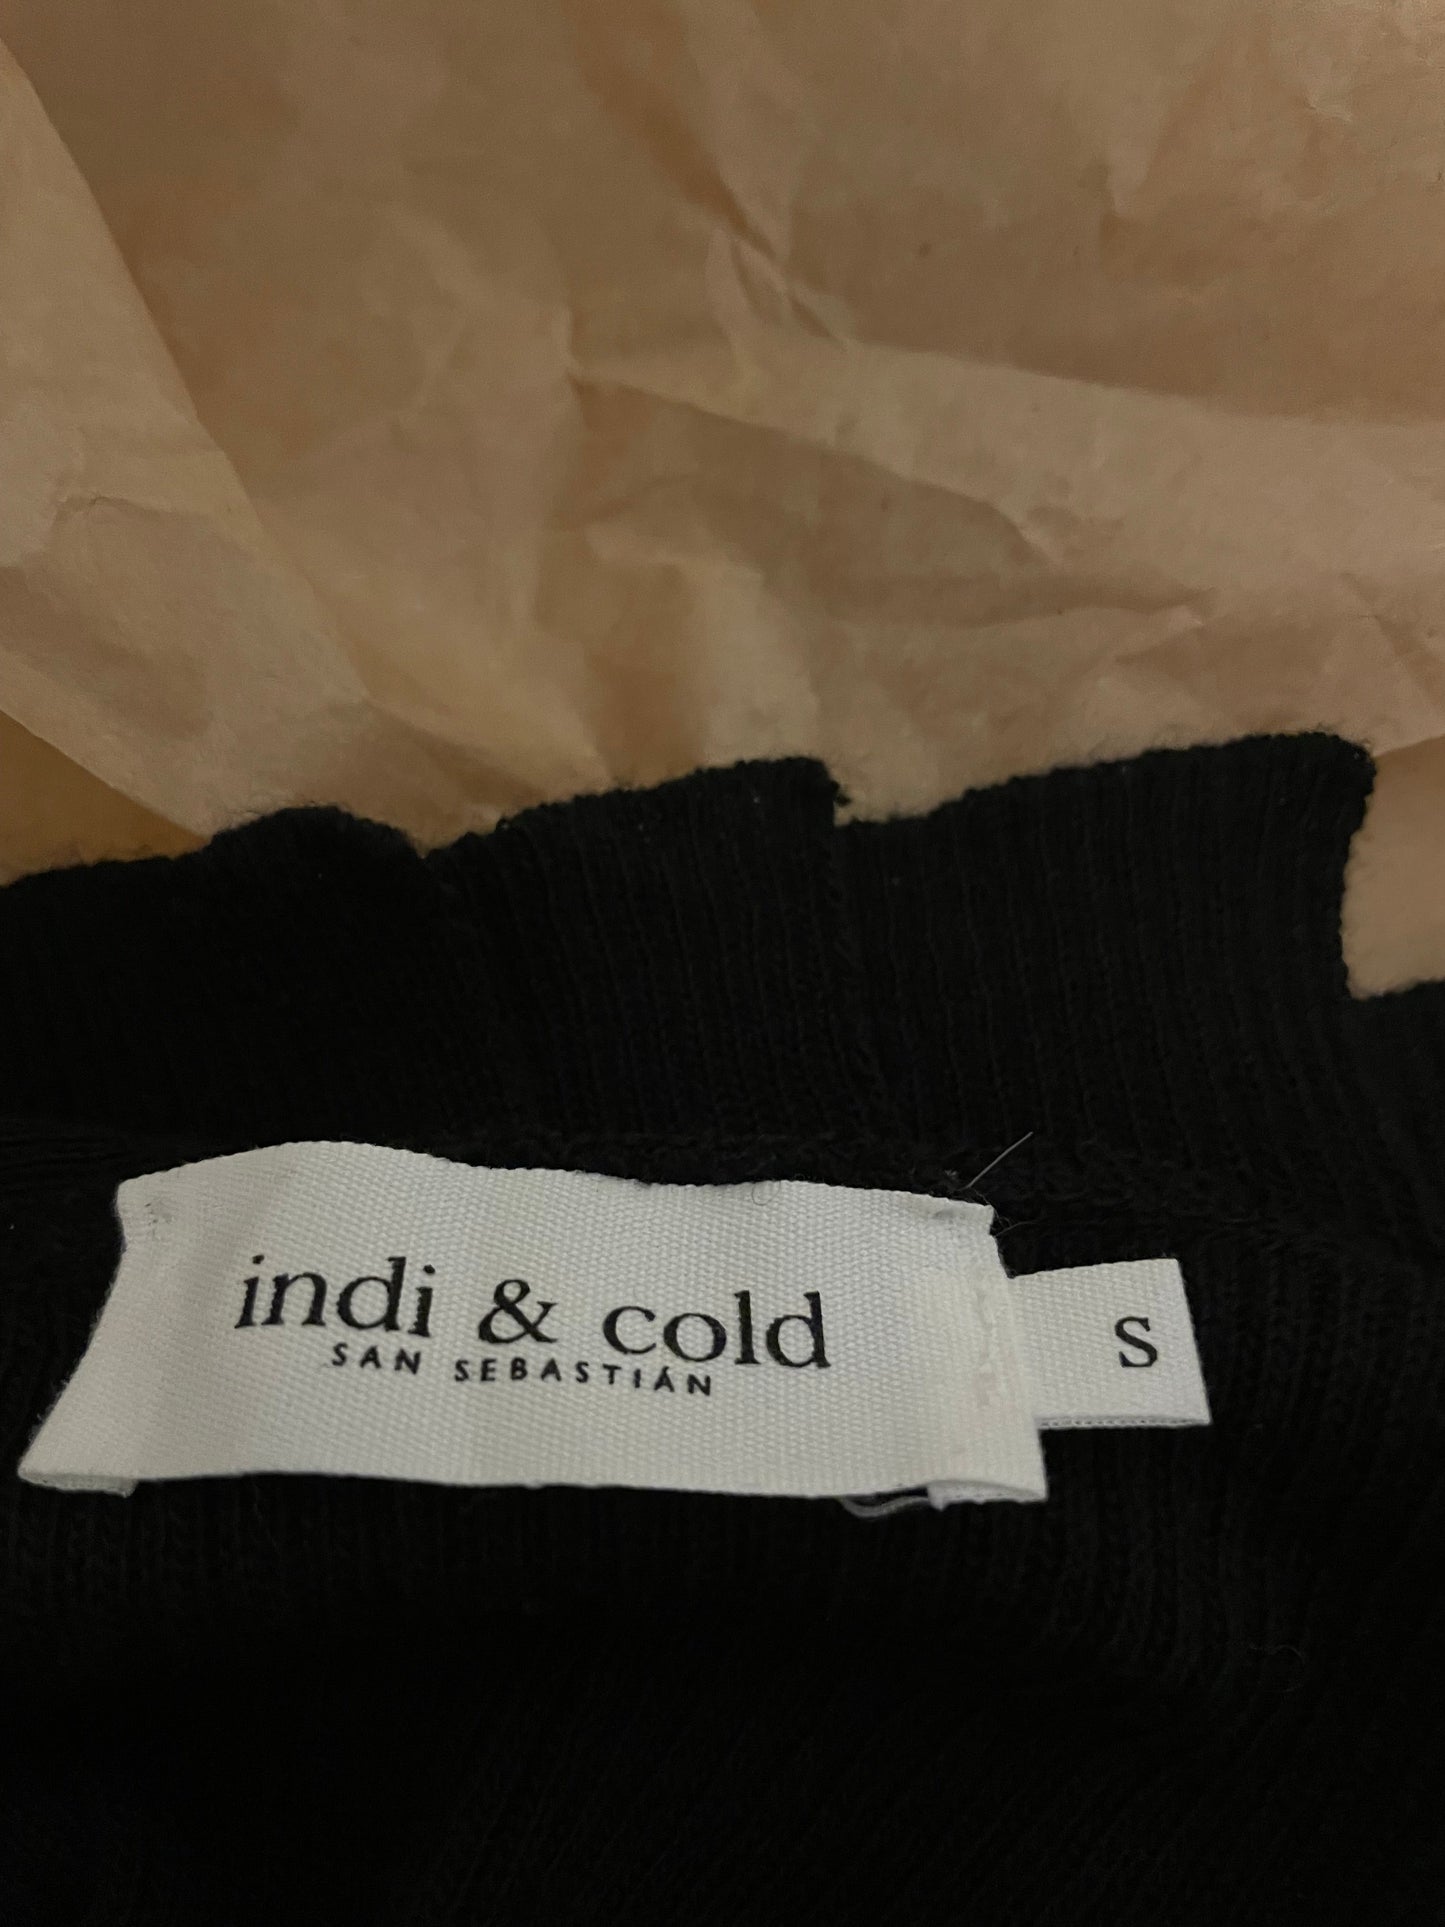 indi & cold
SAN SEBASTIÁN
S